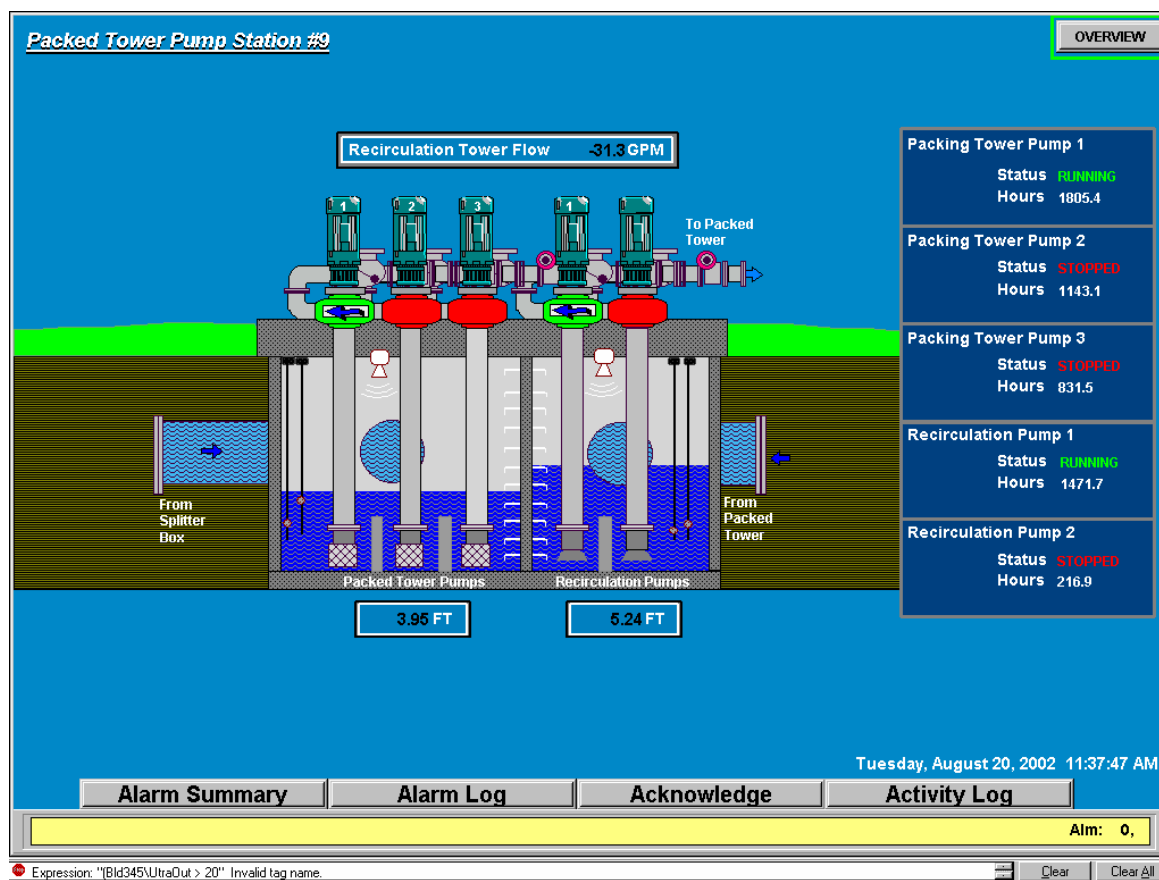 Packed Tower Pump Station #9
OVERVIEW
Recirculation Tower Flow -31.3 GPM
1 2 3 1
To Packed
Tower
Packing Tower Pump 1
Status RUNNING
Hours 1805.4
Packing Tower Pump 2
Status STOPPED
Hours 1143.1
Packing Tower Pump 3
Status STOPPED
Hours 831.5
Recirculation Pump 1
Status RUNNING
Hours 1471.7
Recirculation Pump 2
Status STOPPED
Hours 216.9
From
Splitter
Box
From
Packed
Tower
Packed Tower Pumps Recirculation Pumps
3.95 FT 5.24 FT
Tuesday, August 20, 2002 11:37:47 AM
Alarm Summary Alarm Log Acknowledge Activity Log
Alm: 0,
Expression: "(Bld345\UtraOut > 20" Invalid tag name.
Clear Clear All